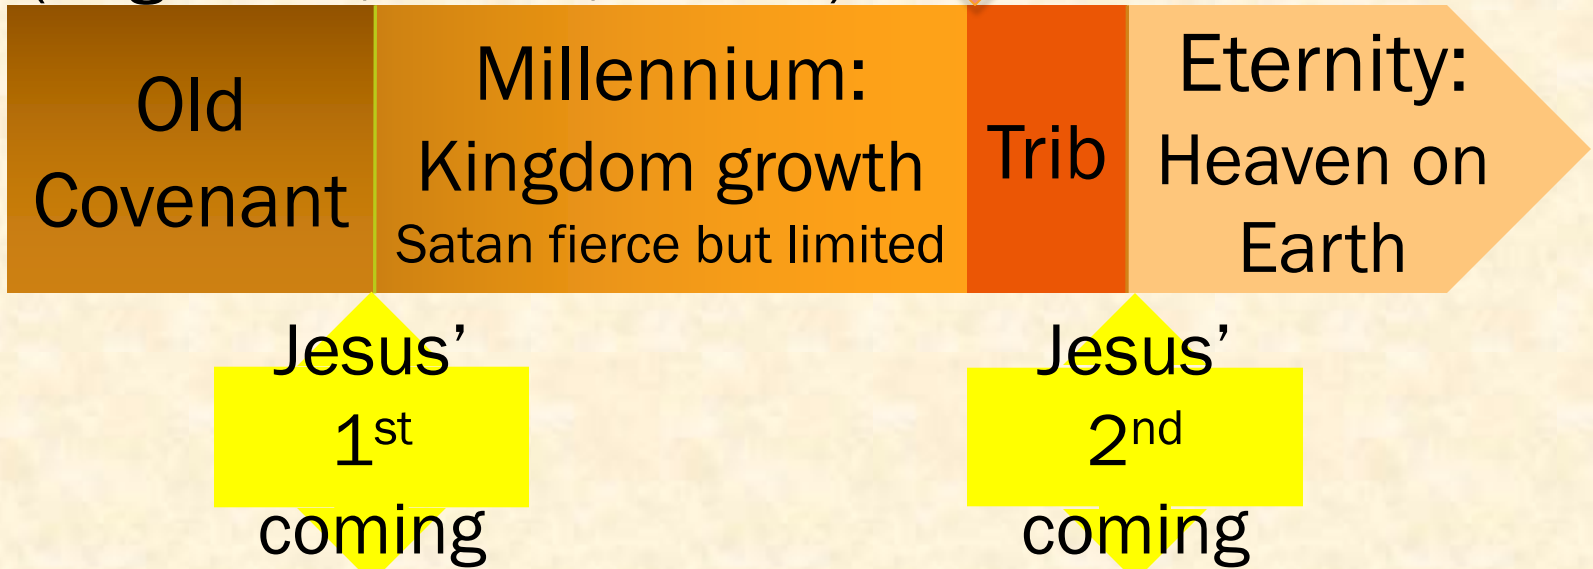 Old
Covenant
Millennium:
Kingdom growth
Satan fierce but limited
Trib
Eternity:
Heaven on
Earth
Jesus’
1st
coming
Jesus’
2nd
coming